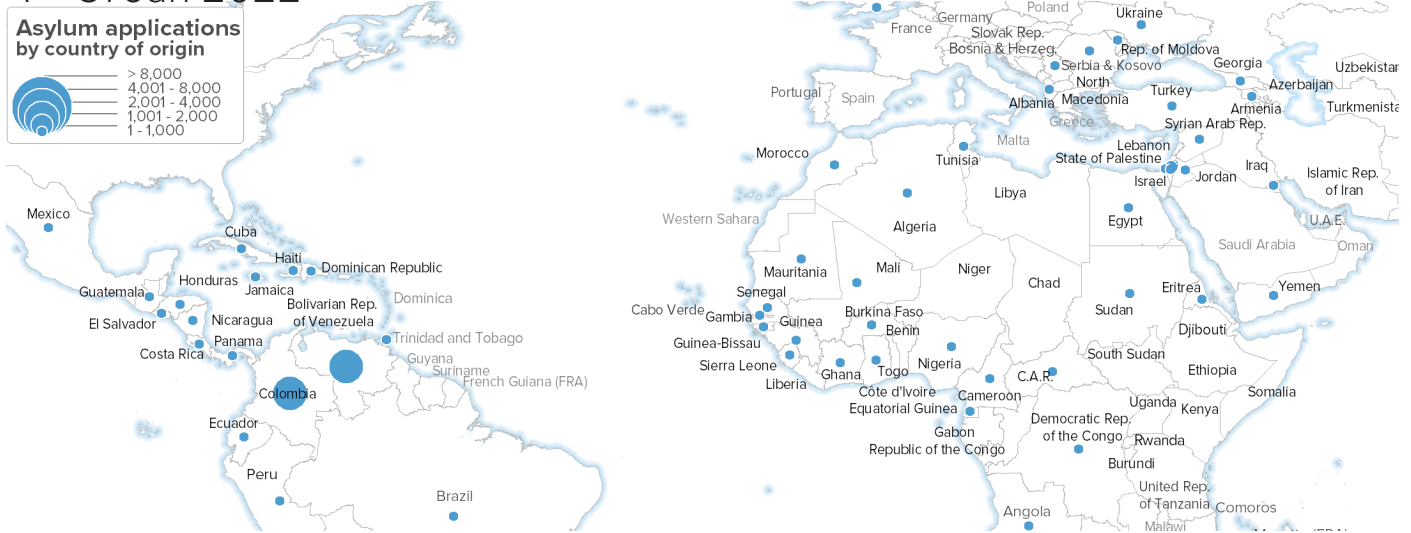 Asylum applications
by country of origin
> 8,000
4,001 - 8,000
2,001 - 4,000
1,001 - 2,000
1 - 1,000
Mexico
Cuba
Haiti
Dominican Republic
Guatemala
Honduras
Jamaica
Dominica
El Salvador
Nicaragua
Bolivarian Rep.
of Venezuela
Costa Rica
Panama
Trinidad and Tobago
Guyana
Suriname
French Guiana (FRA)
Colombia
Ecuador
Peru
Brazil
France
Germany
Poland
Ukraine
Slovak Rep.
Bosnia & Herzeg.
Rep. of Moldova
Serbia & Kosovo
Georgia
Uzbekistan
Portugal
Spain
North
Macedonia
Albania
Turkey
Azerbaijan
Armenia
Turkmenista
Greece
Syrian Arab Rep.
Malta
Lebanon
Morocco
Tunisia
State of Palestine
Israel
Jordan
Iraq
Islamic Rep.
of Iran
Libya
Algeria
Egypt
Western Sahara
U.A.E.
Saudi Arabia
Oman
Mauritania
Mali
Niger
Chad
Senegal
Cabo Verde
Gambia
Guinea
Burkina Faso
Benin
Sudan
Eritrea
Yemen
Guinea-Bissau
Djibouti
Sierra Leone
Ghana
Togo
Nigeria
South Sudan
Ethiopia
Liberia
Côte d'Ivoire
C.A.R.
Cameroon
Somalia
Equatorial Guinea
Uganda
Kenya
Gabon
Democratic Rep.
of the Congo
Republic of the Congo
Rwanda
Burundi
United Rep.
of Tanzania
Angola
Comoros
Malawi